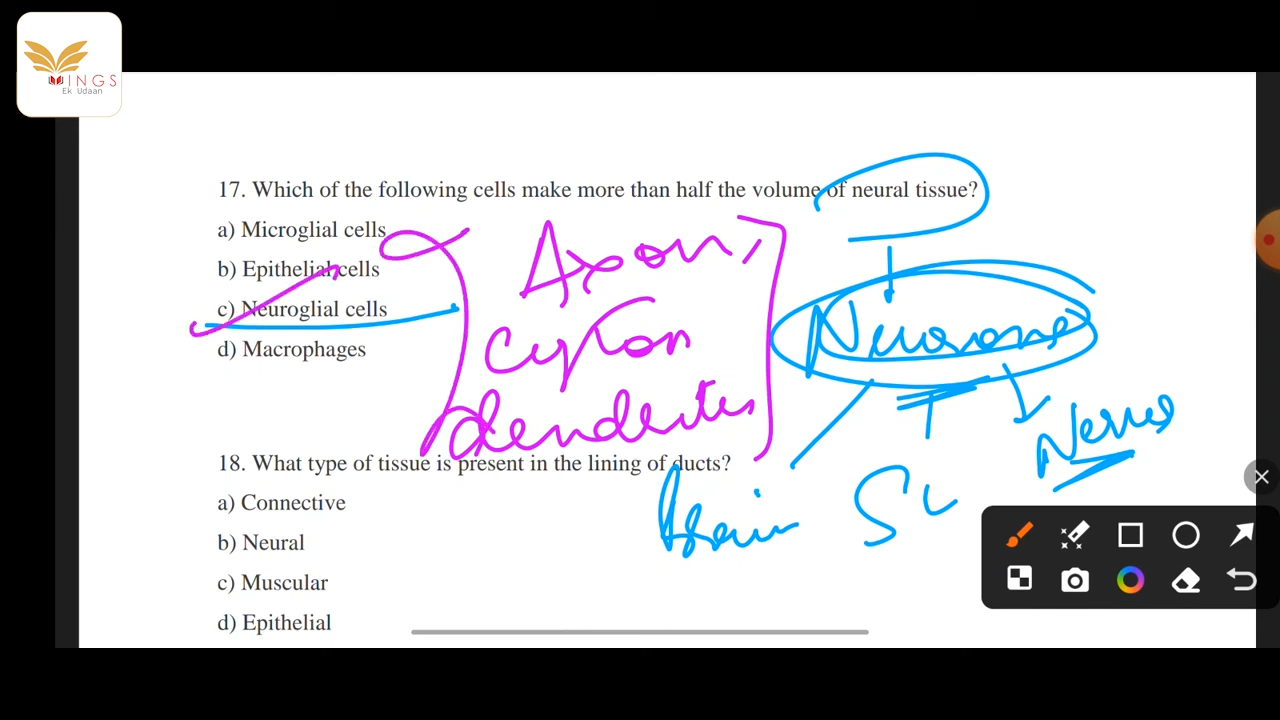 WINGS
Ek Udaan
17. Which of the following cells make more than half the volume of neural tissue?
a) Microglial cells
b) Epithelial cells
c) Neuroglial cells
d) Macrophages
Axon,
Cyton
dendrites
Neurons
Nerves
Brain
SC
18. What type of tissue is present in the lining of ducts?
a) Connective
b) Neural
c) Muscular
d) Epithelial